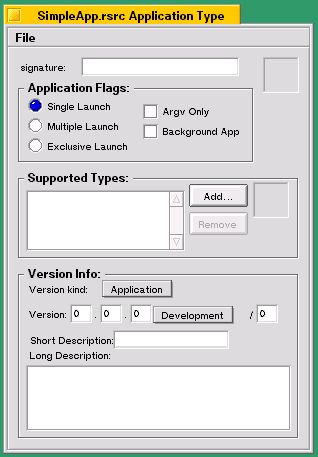 SimpleApp.rsrc Application Type
File
signature:
Application Flags:
Single Launch
Argv Only
Multiple Launch
Background App
Exclusive Launch
Supported Types:
Add...
Remove
Version Info:
Version kind: Application
Version: 0 . 0 . 0 Development / 0
Short Description:
Long Description: